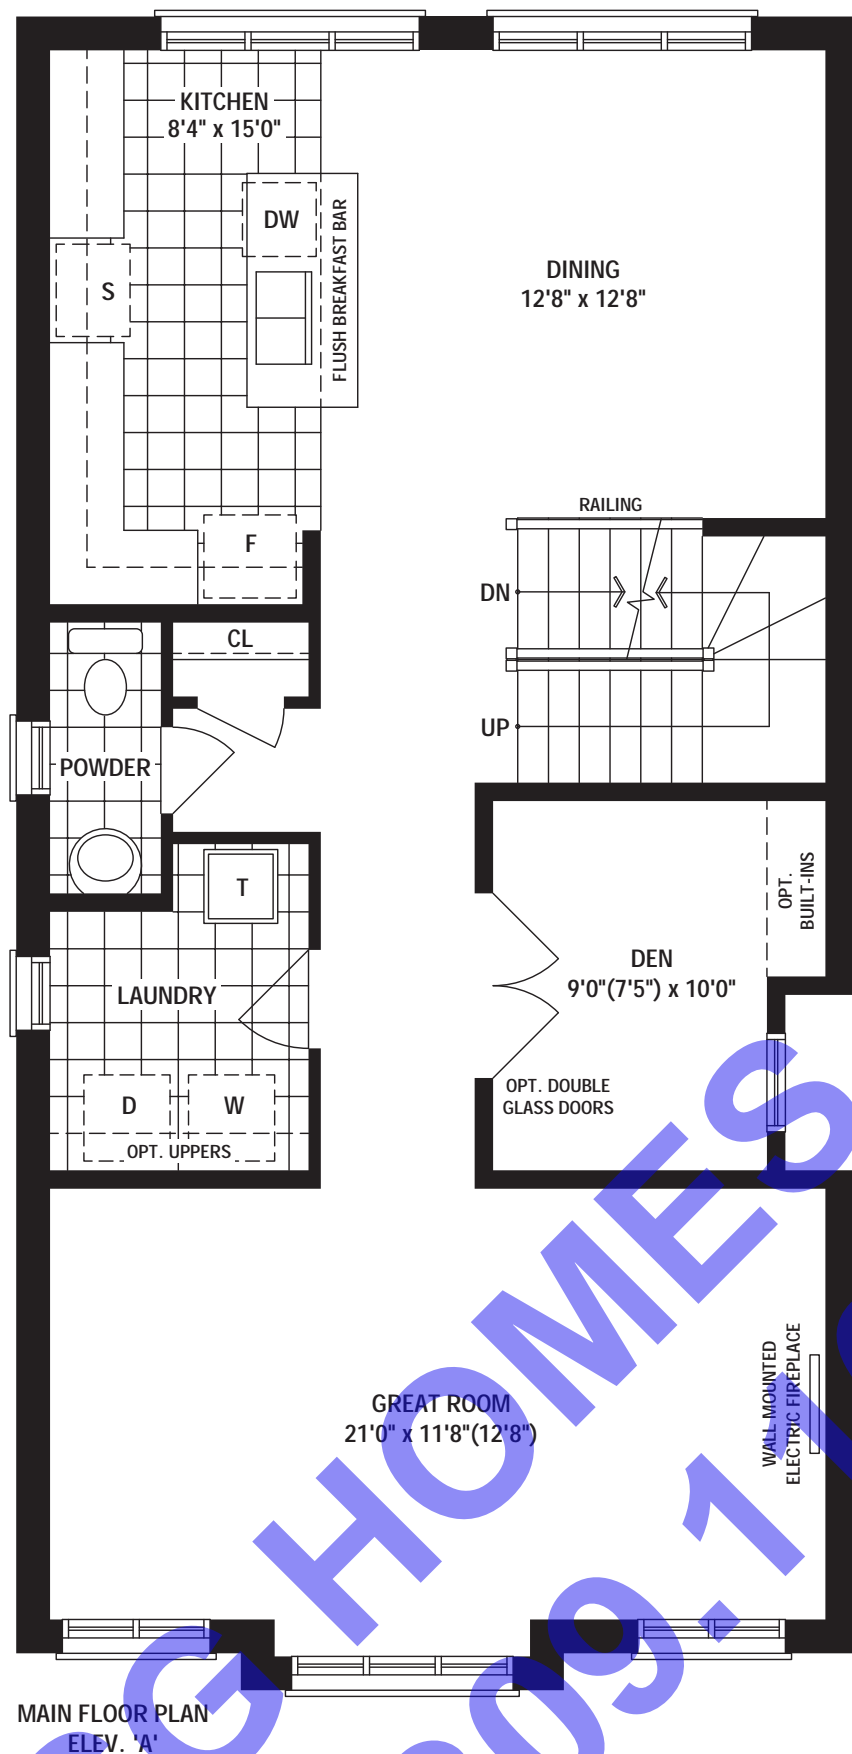 KITCHEN
8'4" x 15'0"
DW
FLUSH BREAKFAST BAR
S
DINING
12'8" x 12'8"
F
RAILING
DN
CL
UP
POWDER
T
OPT.
BUILT-INS
DEN
9'0"(7'5") x 10'0"
LAUNDRY
D
W
OPT. UPPERS
OPT. DOUBLE
GLASS DOORS
WALL MOUNTED
ELECTRIC FIREPLACE
GREAT ROOM
21'0" x 11'8"(12'8")
MAIN FLOOR PLAN
ELEV. 'A'
HOMES